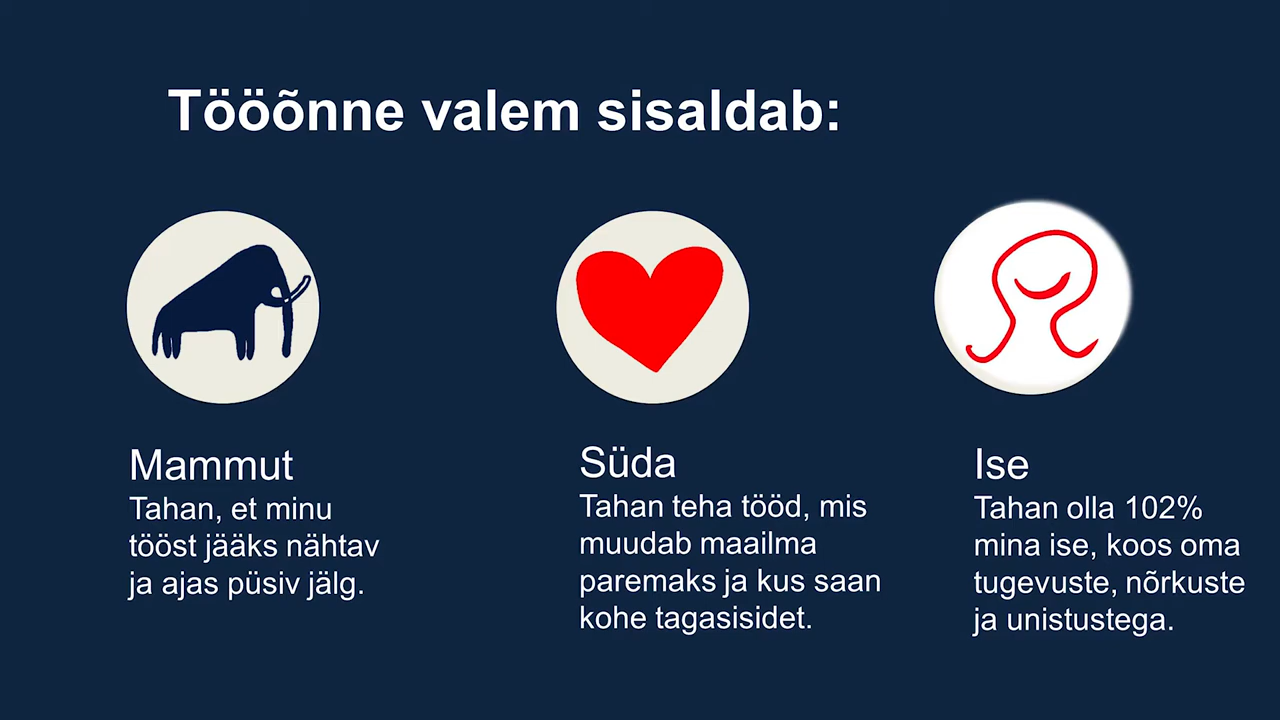 Tööõnne valem sisaldab:
Mammut
Tahan, et minu
tööst jääks nähtav
ja ajas püsiv jälg.
Süda
Tahan teha tööd, mis
muudab maailma
paremaks ja kus saan
kohe tagasisidet.
Ise
Tahan olla 102%
mina ise, koos oma
tugevuste, nõrkuste
ja unistustega.